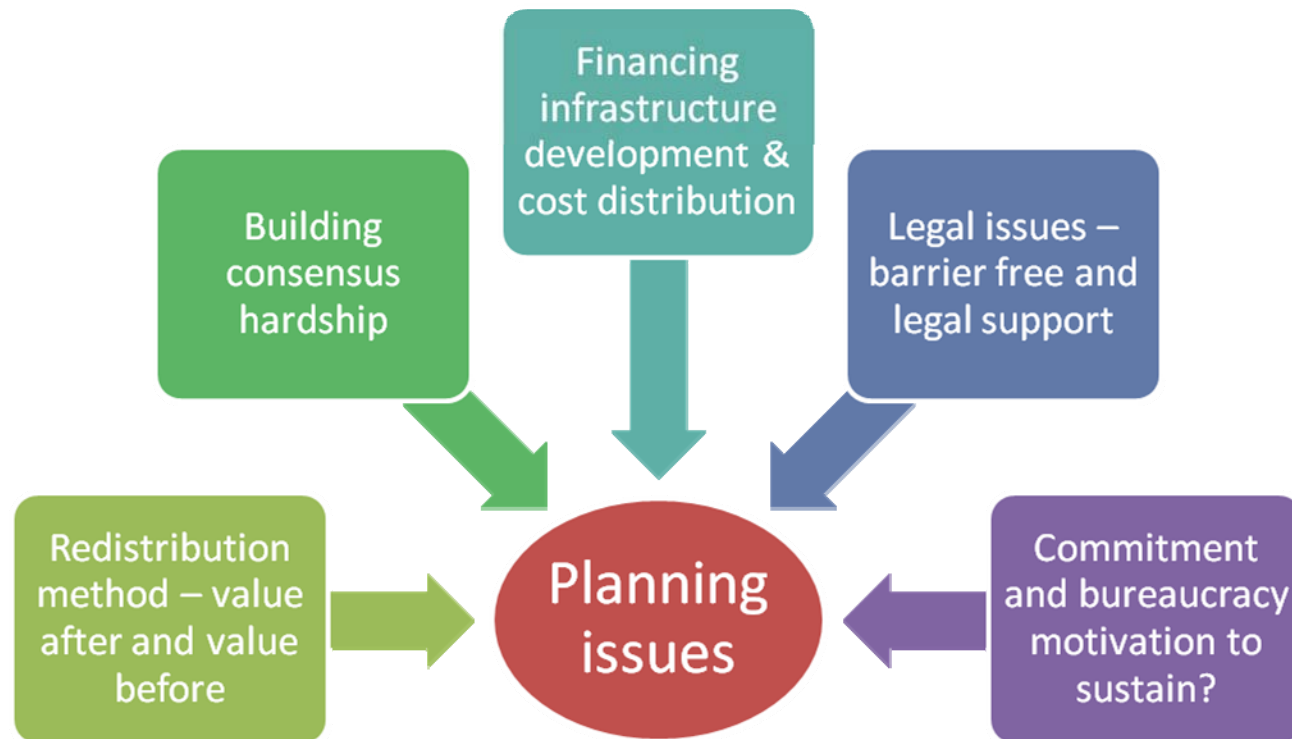 Financing
infrastructure
development &
cost distribution
Building
consensus
hardship
Legal issues –
barrier free and
legal support
Redistribution
method – value
after and value
before
Planning
issues
Commitment
and bureaucracy
motivation to
sustain?